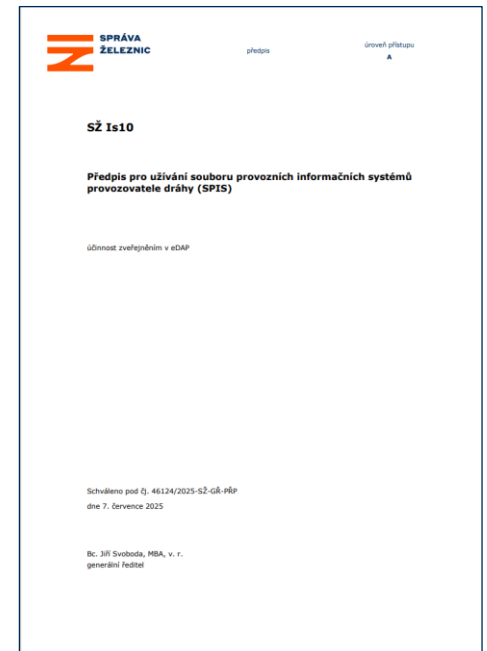 SPRÁVA
ŽELEZNIC
předpis
úroveň přístupu
A
SŽ Is10
Předpis pro užívání souboru provozních informačních systémů
provozovatele dráhy (SPIS)
účinnost zveřejněním v eDAP
Schváleno pod čj. 46124/2025-SŽ-GŘ-PŘP
dne 7. července 2025
Bc. Jiří Svoboda, MBA, v. r.
generální ředitel